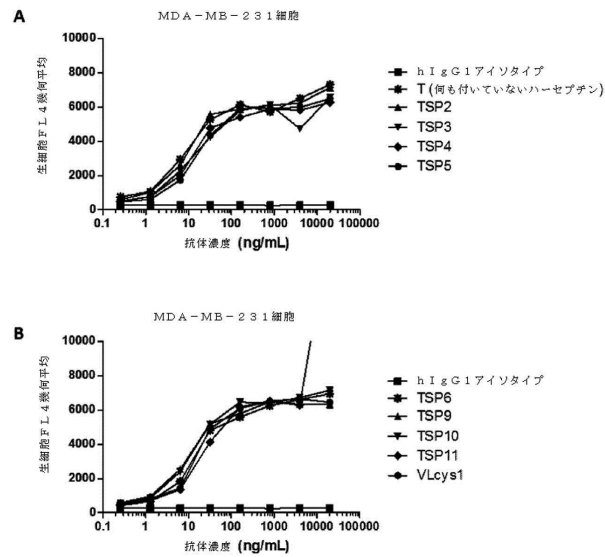 A
ＭＤＡ－ＭＢ－２３１細胞
生細胞ＦＬ４幾何平均
10000
8000
6000
4000
2000
0
0.1
1
10
100
1000
10000
100000
抗体濃度 (ng/mL)
ｈＩｇＧ１アイソタイプ
Ｔ(何も付いていないハーセプチン)
TSP2
TSP3
TSP4
TSP5
B
ＭＤＡ－ＭＢ－２３１細胞
生細胞ＦＬ４幾何平均
10000
8000
6000
4000
2000
0
0.1
1
10
100
1000
10000
100000
抗体濃度 (ng/mL)
ｈＩｇＧ１アイソタイプ
TSP6
TSP9
TSP10
TSP11
VLcys1